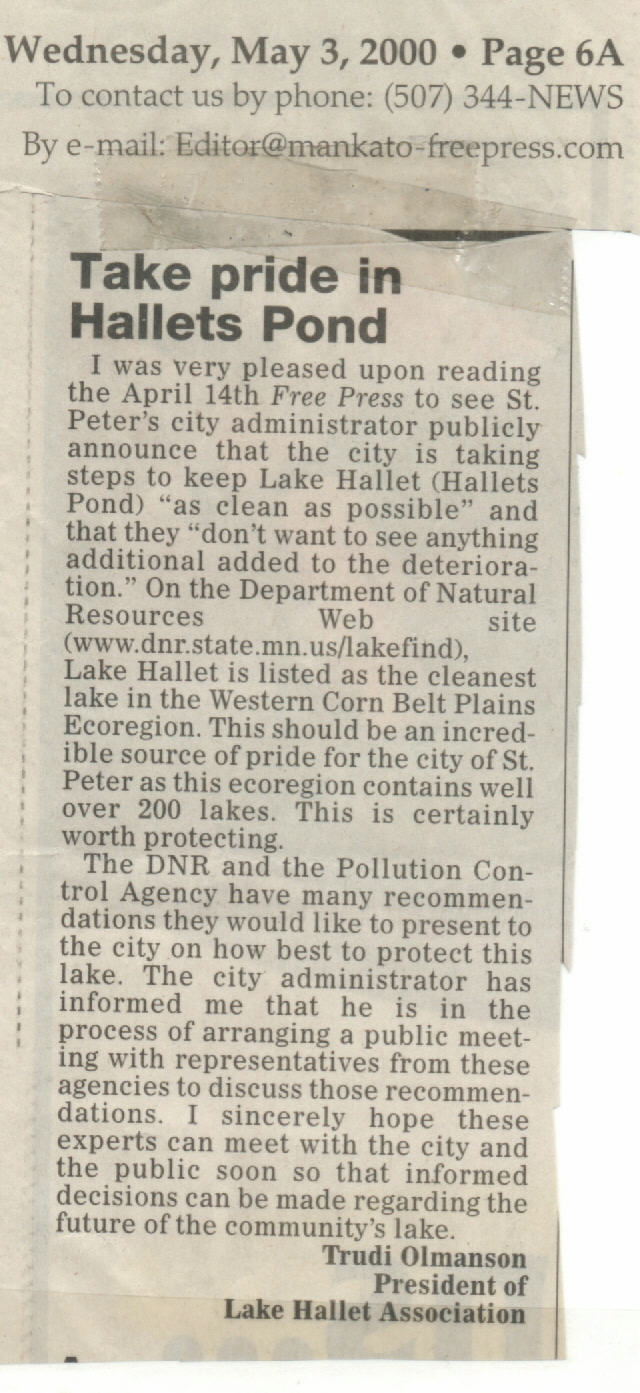 Wednesday, May 3, 2000 • Page 6A
To contact us by phone: (507) 344-NEWS
By e-mail: Editor@mankato-freepress.com
Take pride in
Hallets Pond
I was very pleased upon reading
the April 14th Free Press to see St.
Peter's city administrator publicly
announce that the city is taking
steps to keep Lake Hallet (Hallets
Pond) “as clean as possible” and
that they “don't want to see anything
additional added to the deteriora-
tion.” On the Department of Natural
Resources Web site
(www.dnr.state.mn.us/lakefind),
Lake Hallet is listed as the cleanest
lake in the Western Corn Belt Plains
Ecoregion. This should be an incred-
ible source of pride for the city of St.
Peter as this ecoregion contains well
over 200 lakes. This is certainly
worth protecting.
The DNR and the Pollution Con-
trol Agency have many recommen-
dations they would like to present to
the city on how best to protect this
lake. The city administrator has
informed me that he is in the
process of arranging a public meet-
ing with representatives from these
agencies to discuss those recommen-
dations. I sincerely hope these
experts can meet with the city and
the public soon so that informed
decisions can be made regarding the
future of the community's lake.
Trudi Olmanson
President of
Lake Hallet Association